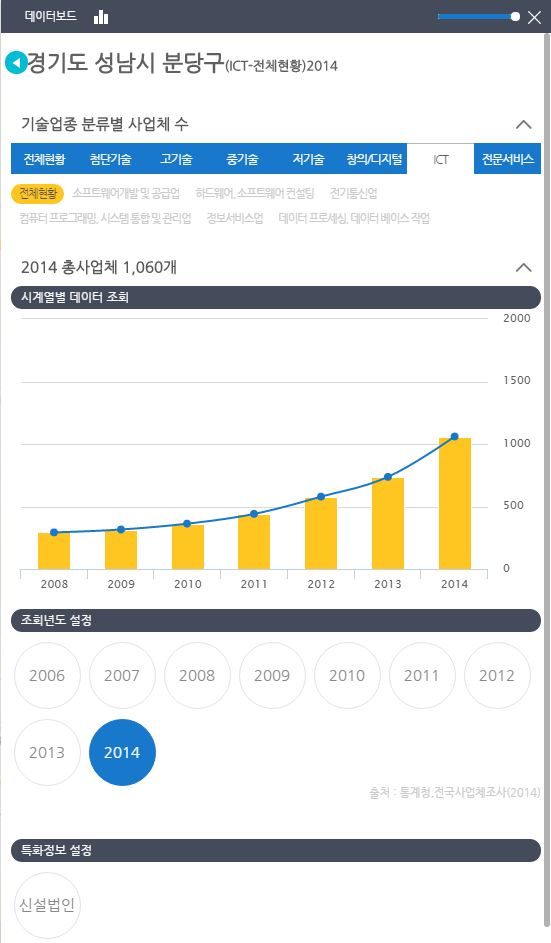 데이터보드
경기도 성남시 분당구(ICT-전체현황)2014
기술업종 분류별 사업체 수
전체현황 첨단기술 고기술 중기술 저기술 창의/디지털 ICT 전문서비스
전체현황 소프트웨어개발 및 공급업 하드웨어, 소프트웨어 컨설팅 전기통신업
컴퓨터 프로그래밍, 시스템 통합 및 관리업 정보서비스업 데이터 프로세싱, 데이터 베이스 작업
2014 총사업체 1,060개
시계열별 데이터 조회
2000
1500
1000
500
0
2008 2009 2010 2011 2012 2013 2014
조회년도 설정
2006 2007 2008 2009 2010 2011 2012
2013 2014
출처 : 통계청,전국사업체조사(2014)
특화정보 설정
신설법인